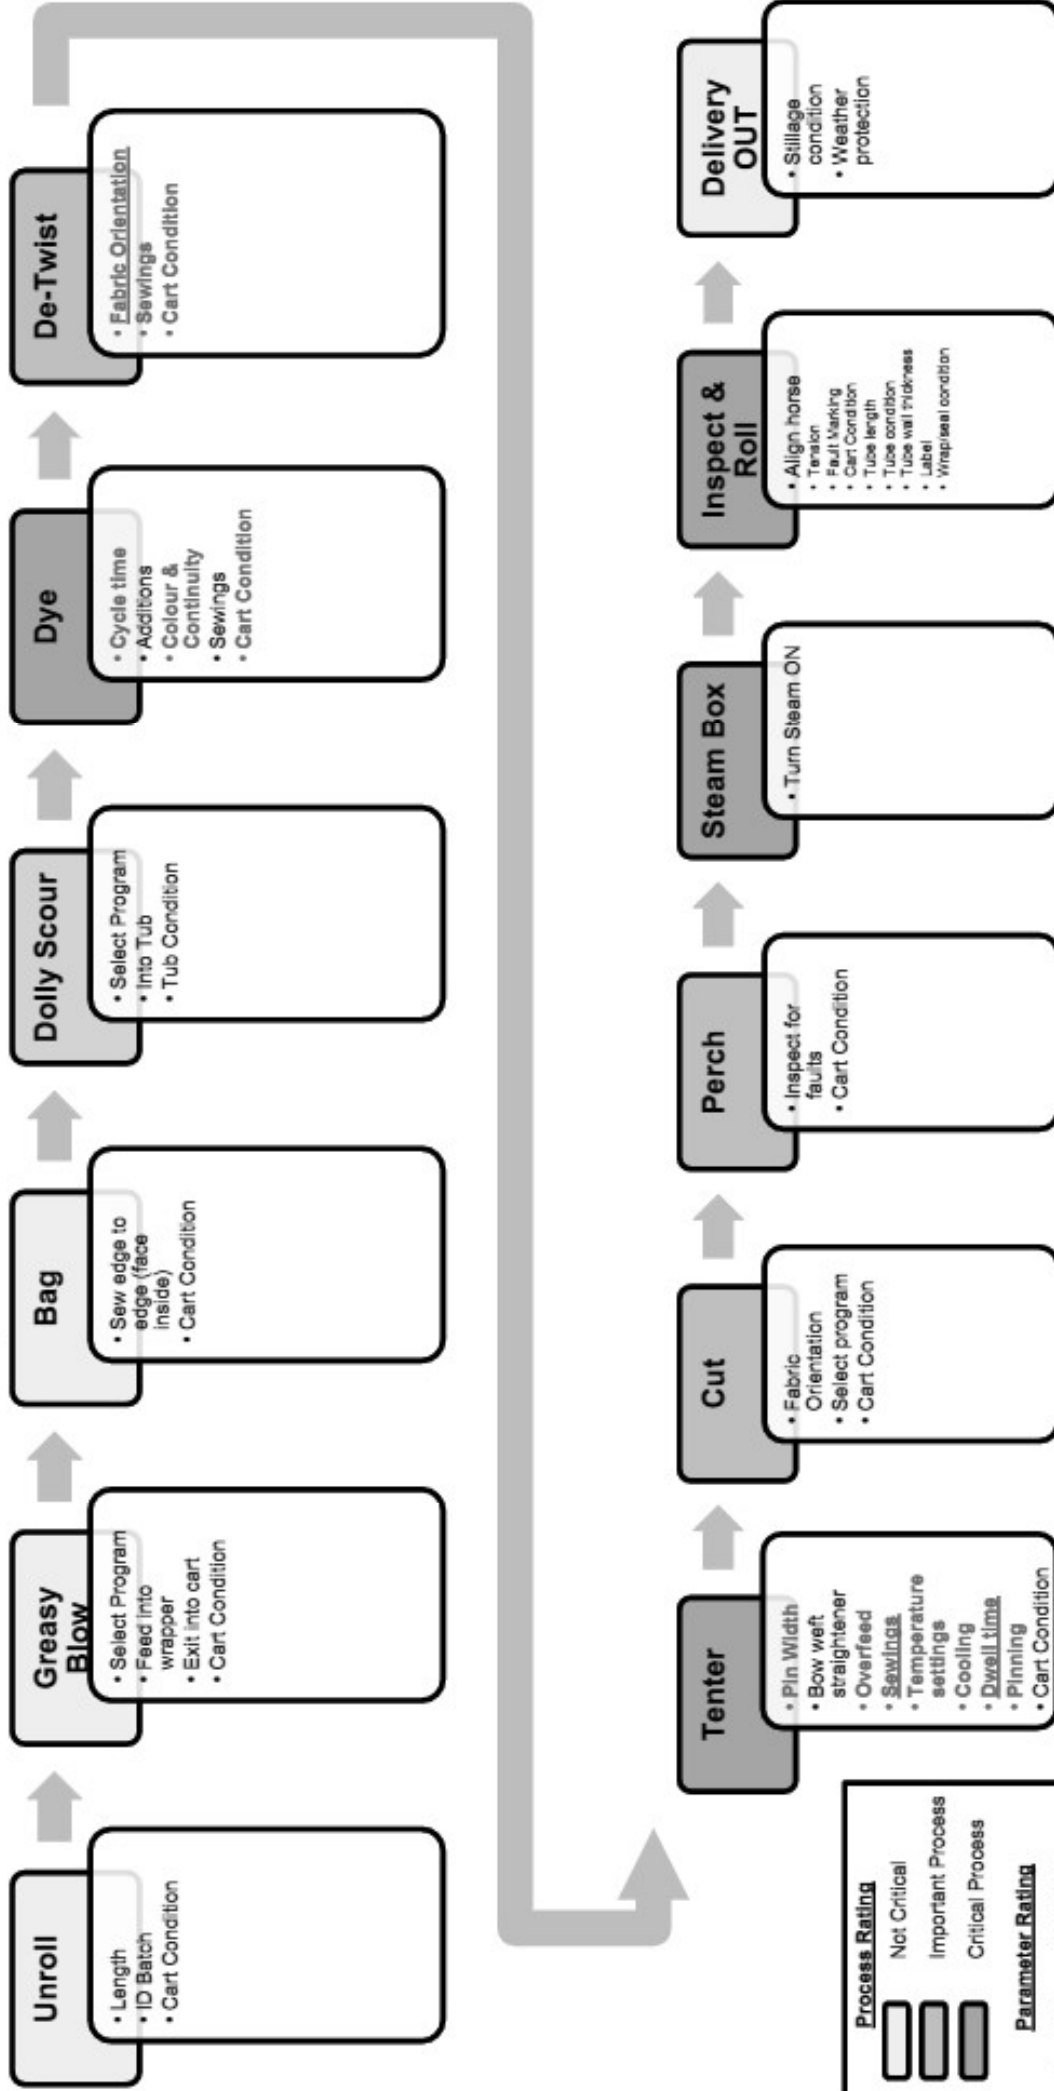 Unroll
• Length
• ID Batch
• Cart Condition
Greasy
Blow
• Select Program
• Feed into
wrapper
• Exit into cart
• Cart Condition
Bag
• Sew edge to
edge (face
inside)
• Cart Condition
Dolly Scour
• Select Program
• Into Tub
• Tub Condition
Dye
• Cycle time
• Additions
• Colour &
Continuity
• Sewings
• Cart Condition
De-Twist
• Fabric Orientation
• Sewings
• Cart Condition
Tenter
• Pin Width
• Bow weft
straightener
• Overfeed
• Sewings
• Temperature
settings
• Cooling
• Dwell time
• Pinning
• Cart Condition
Cut
• Fabric
Orientation
• Select program
• Cart Condition
Perch
• Inspect for
faults
• Cart Condition
Steam Box
• Turn Steam ON
Inspect &
Roll
• Align horse
• Tension
• Fault Marking
• Cart Condition
• Tube length
• Tube condition
• Tube wall thickness
• Label
• Wrap/seal condition
Delivery
OUT
• Stillage
condition
• Weather
protection
Process Rating
Not Critical
Important Process
Critical Process
Parameter Rating